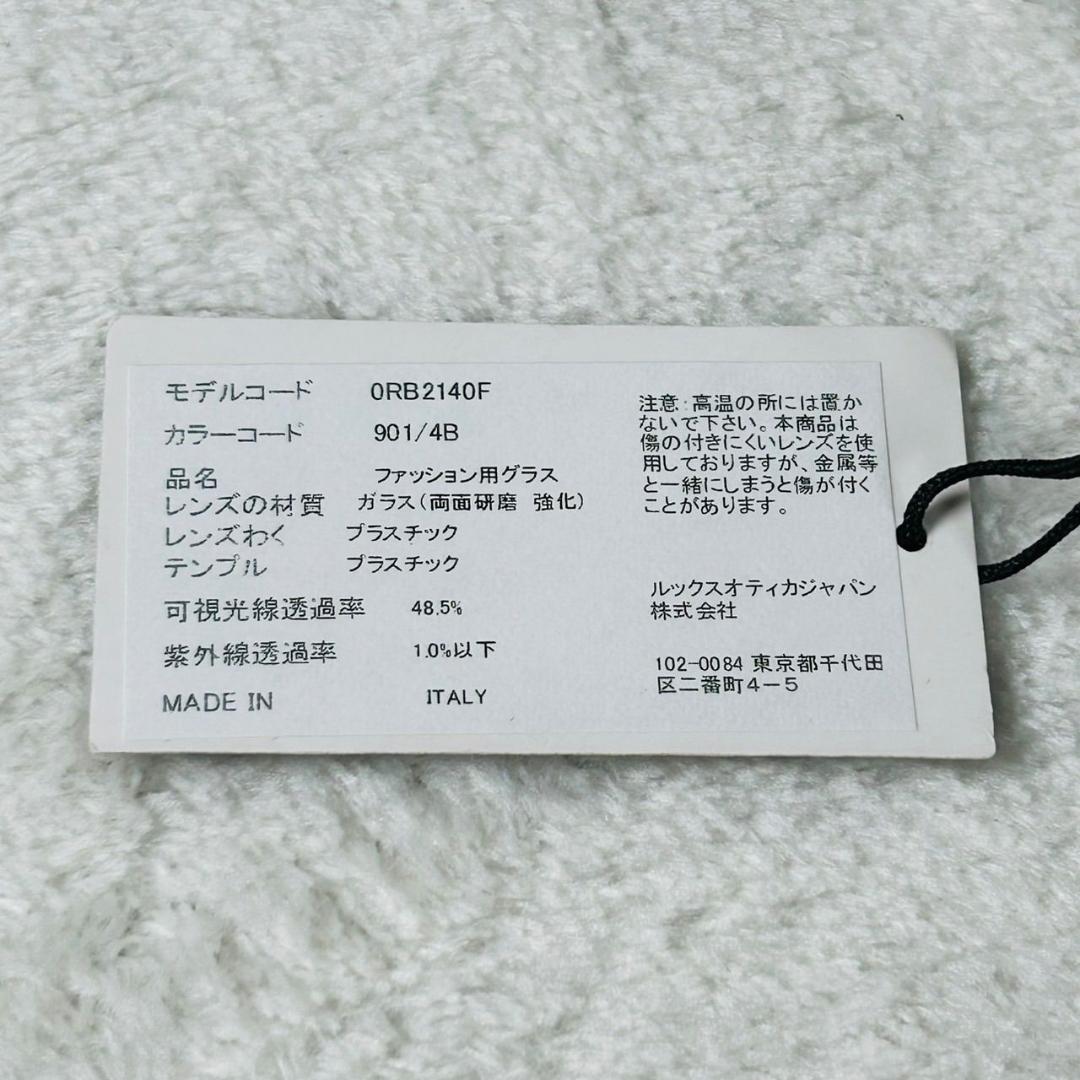 モデルコード ORB2140F
カラーコード 901/4B
品名 ファッション用グラス
レンズの材質 ガラス(両面研磨 強化)
レンズわく プラスチック
テンプル プラスチック
可視光線透過率 48.5%
紫外線透過率 1.0%以下
MADE IN ITALY
注意:高温の所には置か
ないで下さい。本商品は
傷の付きにくいレンズを使
用しておりますが、金属等
と一緒にしまうと傷が付く
ことがあります。
ルックスオティカジャパン
株式会社
102-0084 東京都千代田
区二番町4-5